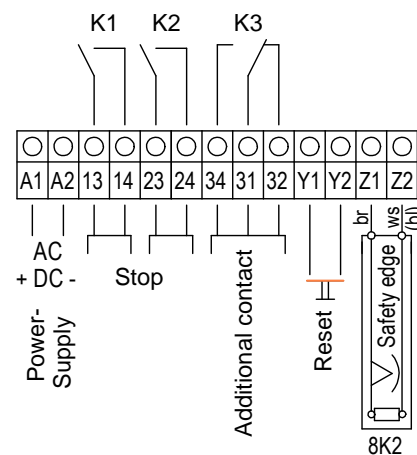 K1 K2 K3
A1 A2 13 14 23 24 34 31 32 Y1 Y2 Z1 Z2
AC
+ DC -
Power-
Supply
Stop
Additional contact
Reset
br
ws
(bl)
Safety edge
8K2